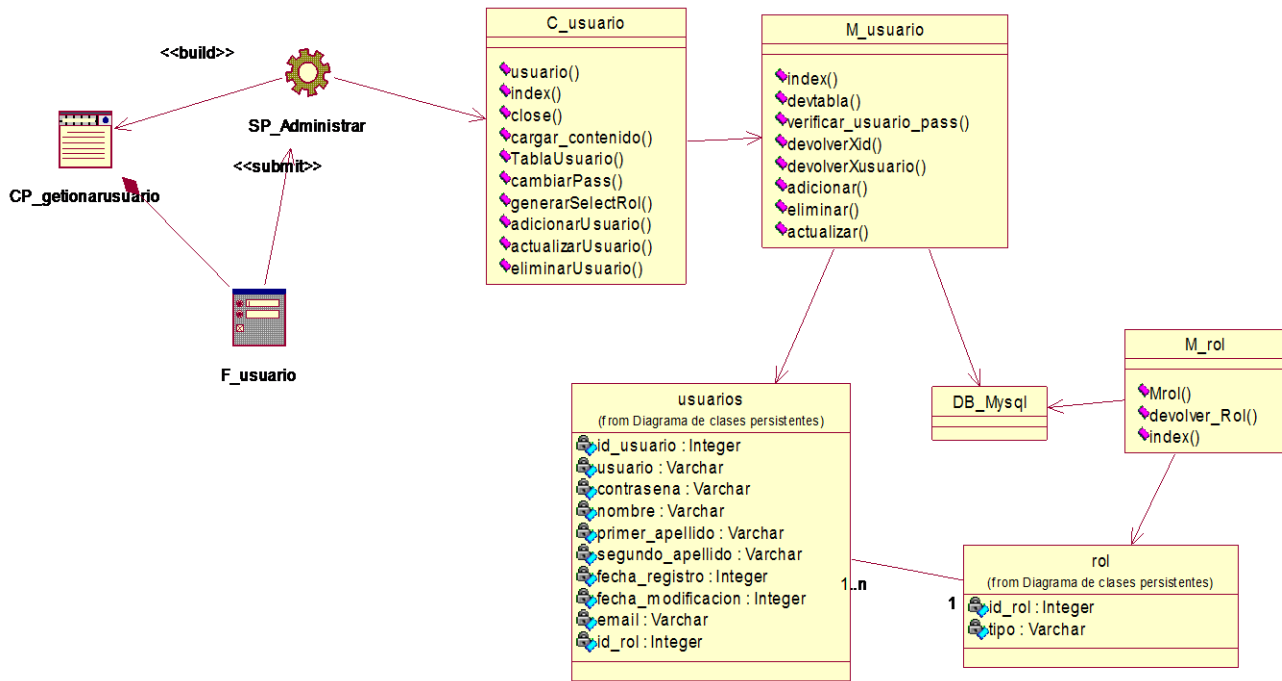 <<build>>
SP_Administrar
<<submit>>
CP_getionarusuario
F_usuario
C_usuario
usuario()
index()
close()
cargar_contenido()
TablaUsuario()
cambiarPass()
generarSelectRol()
adicionarUsuario()
actualizarUsuario()
eliminarUsuario()
M_usuario
index()
devtabla()
verificar_usuario_pass()
devolverXid()
devolverXusuario()
adicionar()
eliminar()
actualizar()
usuarios
(from Diagrama de clases persistentes)
id_usuario : Integer
usuario : Varchar
contrasena : Varchar
nombre : Varchar
primer_apellido : Varchar
segundo_apellido : Varchar
fecha_registro : Integer
fecha_modificacion : Integer
email : Varchar
id_rol : Integer
DB_Mysql
M_rol
Mrol()
devolver_Rol()
index()
1..n
1
rol
(from Diagrama de clases persistentes)
id_rol : Integer
tipo : Varchar